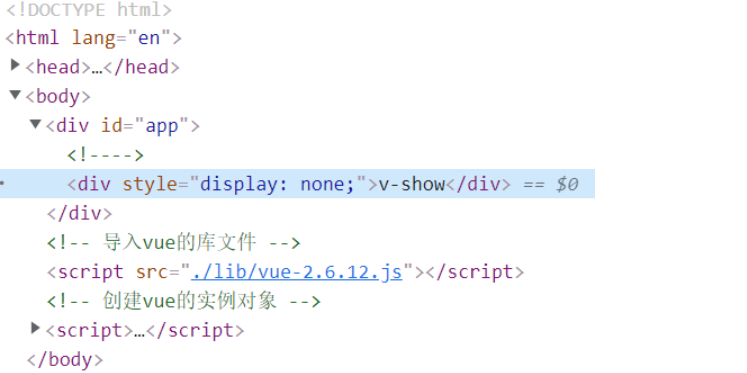 <!DOCTYPE html>
<html lang="en">
<head>…</head>
<body>
<div id="app">
<!---->
<div style="display: none;">v-show</div> == $0
</div>
<!-- 导入vue的库文件 -->
<script src="./lib/vue-2.6.12.js"></script>
<!-- 创建vue的实例对象 -->
<script>…</script>
</body>